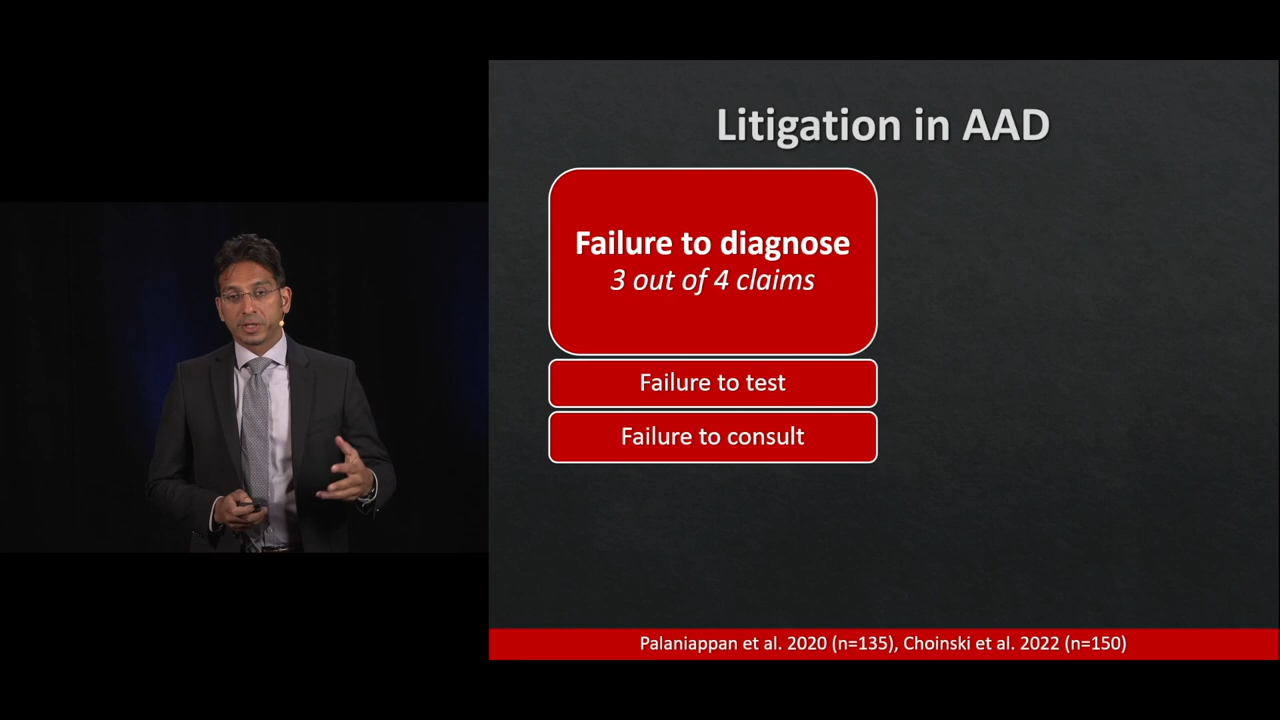 Litigation in AAD
Failure to diagnose
3 out of 4 claims
Failure to test
Failure to consult
Palaniappan et al. 2020 (n=135), Choinski et al. 2022 (n=150)